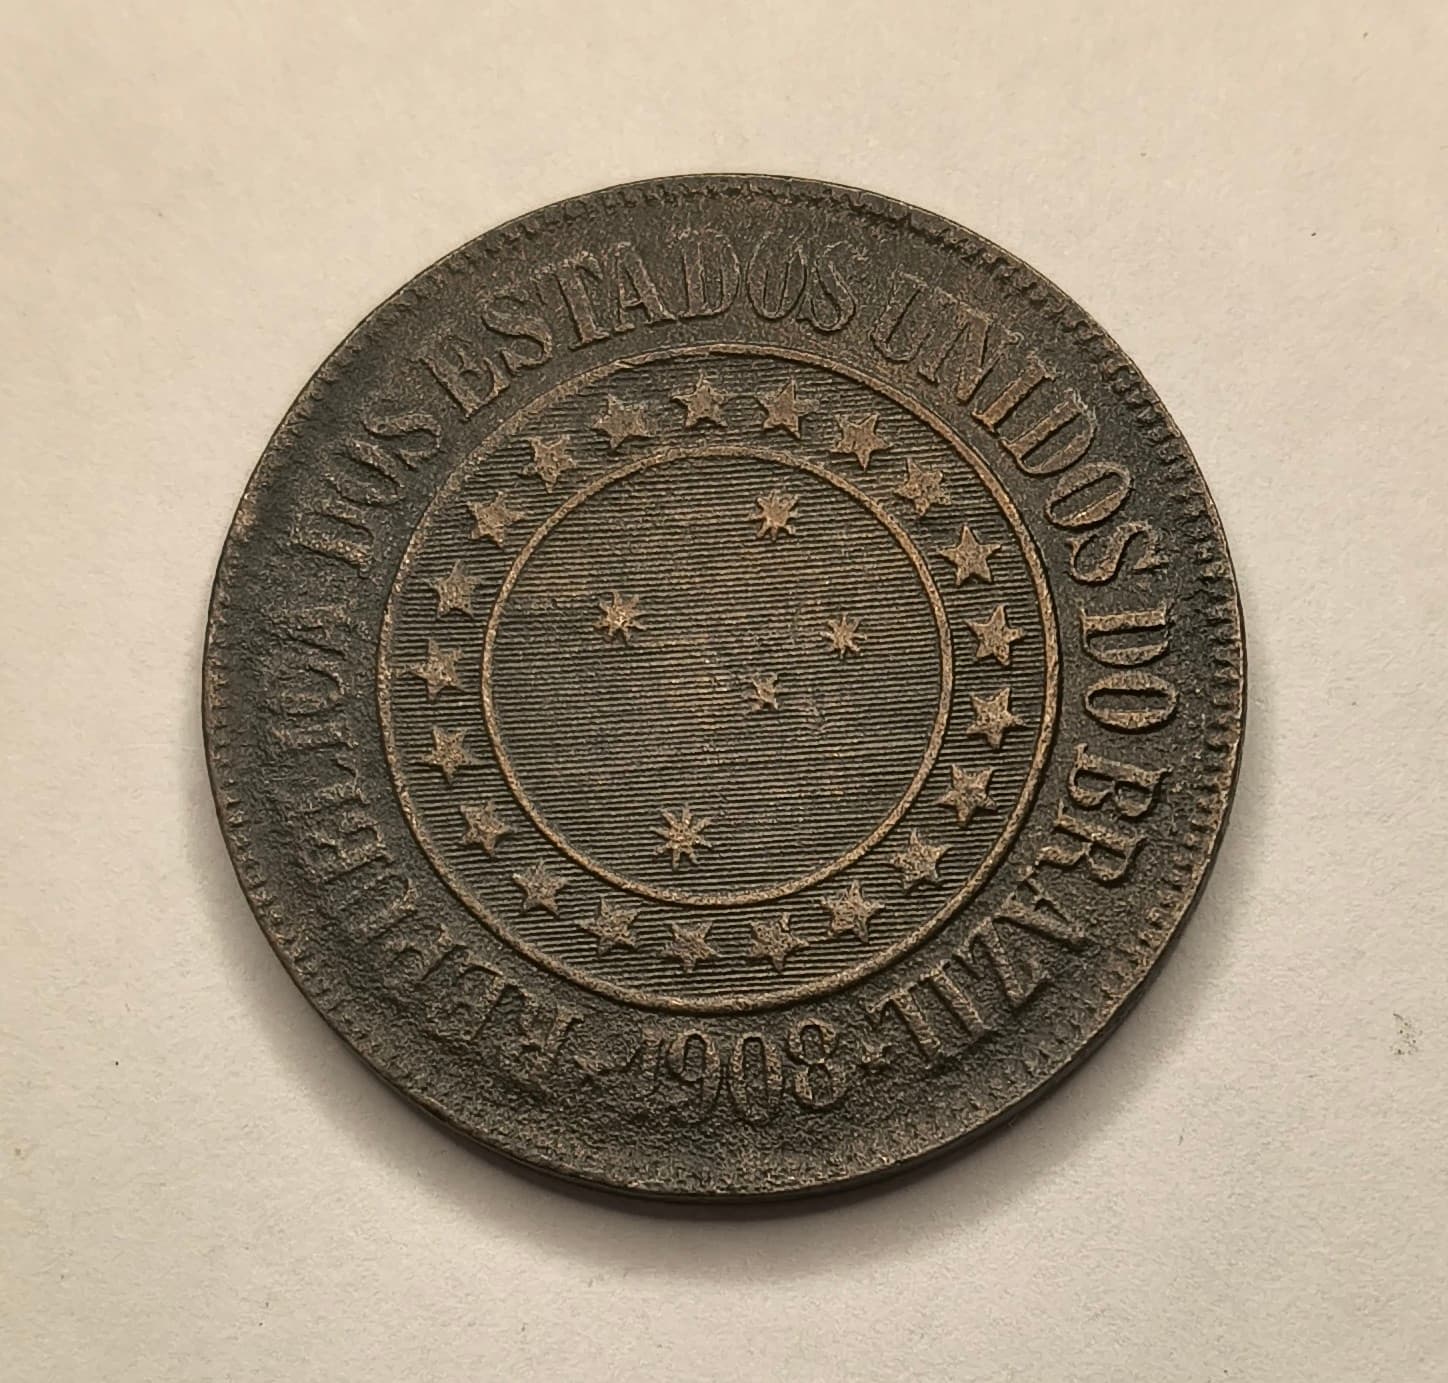 REPUBLICA DOS ESTADOS UNIDOS DO BRAZIL
1908